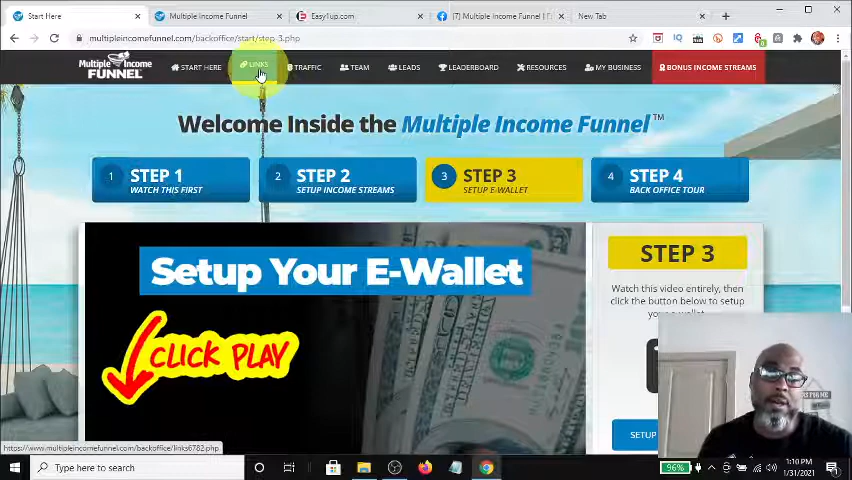 Start Here
Multiple Income Funnel
Easy1up.com
(7) Multiple Income Funnel | F
New Tab
multipleincomefunnel.com/backoffice/start/step-3.php
Multiple Income
FUNNEL
START HERE
LINKS
TRAFFIC
TEAM
LEADS
LEADERBOARD
RESOURCES
MY BUSINESS
BONUS INCOME STREAMS
Welcome Inside the Multiple Income Funnel™
1 STEP 1
WATCH THIS FIRST
2 STEP 2
SETUP INCOME STREAMS
3 STEP 3
SETUP E-WALLET
4 STEP 4
BACK OFFICE TOUR
Setup Your E-Wallet
CLICK PLAY
STEP 3
Watch this video entirely, then
click the button below to setup
SETUP
https://www.multipleincomefunnel.com/backoffice/links6782.php
Type here to search
96%
1:10 PM
1/31/2021